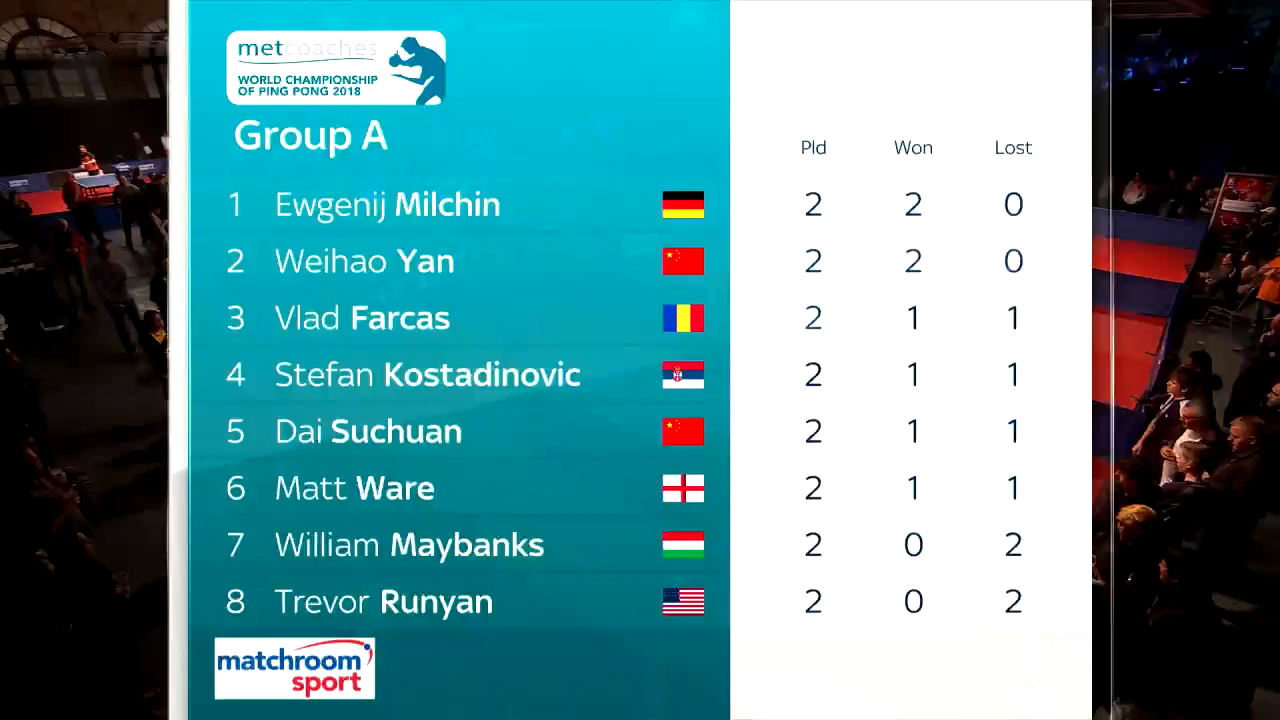 metcoaches
WORLD CHAMPIONSHIP
OF PING PONG 2018
Group A
Pld Won Lost
1 Ewgenij Milchin 2 2 0
2 Weihao Yan 2 2 0
3 Vlad Farcas 2 1 1
4 Stefan Kostadinovic 2 1 1
5 Dai Suchuan 2 1 1
6 Matt Ware 2 1 1
7 William Maybanks 2 0 2
8 Trevor Runyan 2 0 2
matchroom
sport